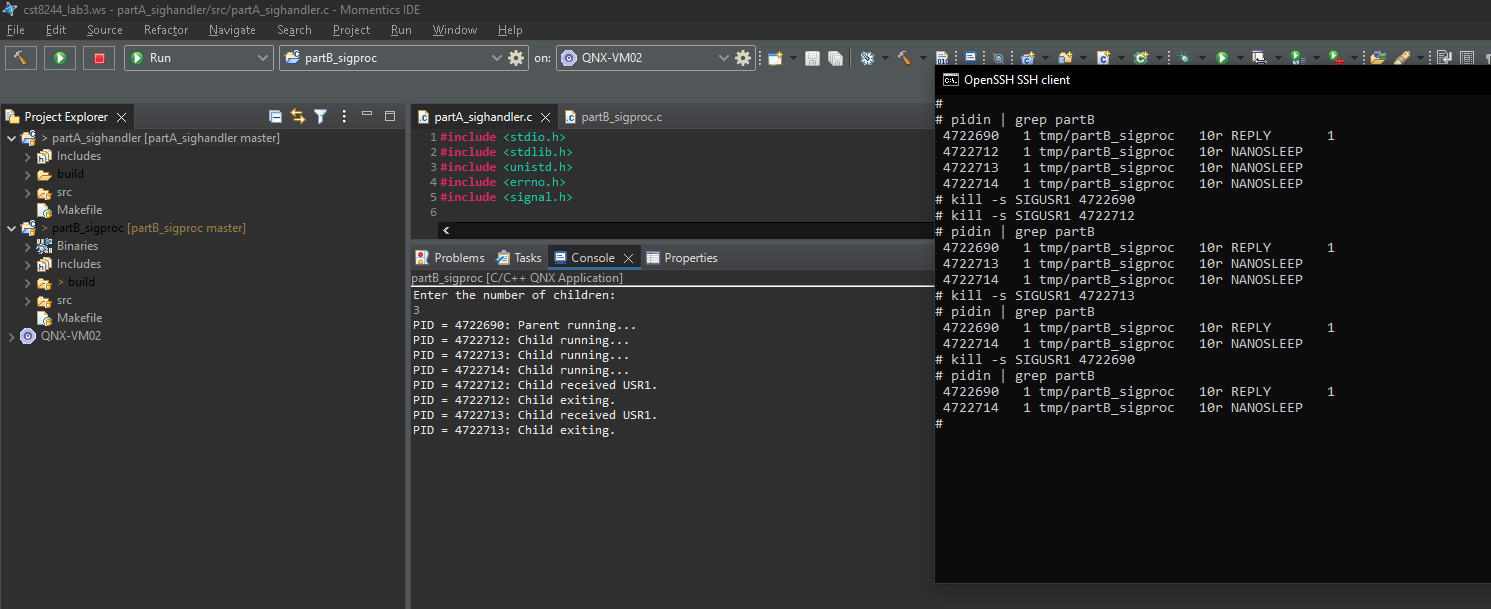 cst8244_lab3.ws - partA_sighandler/src/partA_sighandler.c - Momentics IDE
File Edit Source Refactor Navigate Search Project Run Window Help
Run
partB_sigproc
on:
QNX-VM02
Project Explorer
> partA_sighandler [partA_sighandler master]
Includes
build
src
Makefile
> partB_sigproc [partB_sigproc master]
Binaries
Includes
> build
src
Makefile
QNX-VM02
partA_sighandler.c
partB_sigproc.c
1 #include <stdio.h>
2 #include <stdlib.h>
3 #include <unistd.h>
4 #include <errno.h>
5 #include <signal.h>
6
Problems Tasks Console Properties
partB_sigproc [C/C++ QNX Application]
Enter the number of children:
3
PID = 4722690: Parent running...
PID = 4722712: Child running...
PID = 4722713: Child running...
PID = 4722714: Child running...
PID = 4722712: Child received USR1.
PID = 4722712: Child exiting.
PID = 4722713: Child received USR1.
PID = 4722713: Child exiting.
OpenSSH SSH client
#
# pidin | grep partB
4722690 1 tmp/partB_sigproc 10r REPLY 1
4722712 1 tmp/partB_sigproc 10r NANOSLEEP
4722713 1 tmp/partB_sigproc 10r NANOSLEEP
4722714 1 tmp/partB_sigproc 10r NANOSLEEP
# kill -s SIGUSR1 4722690
# kill -s SIGUSR1 4722712
# pidin | grep partB
4722690 1 tmp/partB_sigproc 10r REPLY 1
4722713 1 tmp/partB_sigproc 10r NANOSLEEP
4722714 1 tmp/partB_sigproc 10r NANOSLEEP
# kill -s SIGUSR1 4722713
# pidin | grep partB
4722690 1 tmp/partB_sigproc 10r REPLY 1
4722714 1 tmp/partB_sigproc 10r NANOSLEEP
# kill -s SIGUSR1 4722690
# pidin | grep partB
4722690 1 tmp/partB_sigproc 10r REPLY 1
4722714 1 tmp/partB_sigproc 10r NANOSLEEP
#